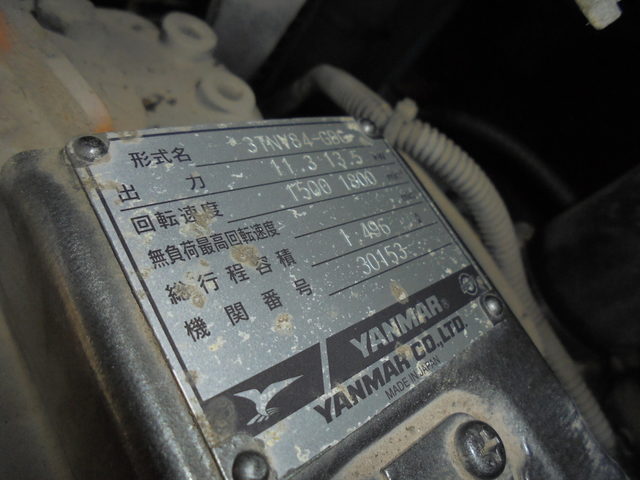 形式名 3TNV84-GBG
出力 11.3 13.5 kW
回転速度 1500 1800
無負荷最高回転速度
総行程容積 1.496
機関番号 30153
YANMAR
YANMAR CO.,LTD.
MADE IN JAPAN